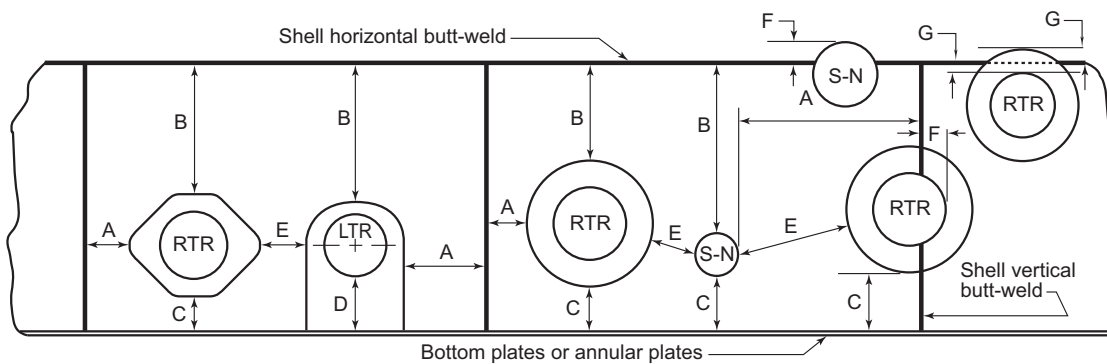 F
G
G
Shell horizontal butt-weld
S-N
A
RTR
B
B
B
B
F
A
RTR
E
LTR
A
A
RTR
E
S-N
E
RTR
C
D
C
C
C
Shell vertical
butt-weld
Bottom plates or annular plates